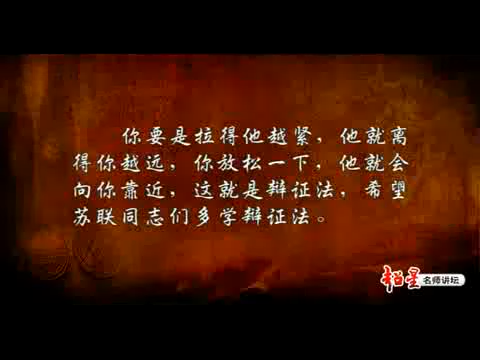 你要是拉得他越紧，他就离
得你越远，你放松一下，他就会
向你靠近，这就是辩证法，希望
苏联同志们多学辩证法。
超星 名师讲坛